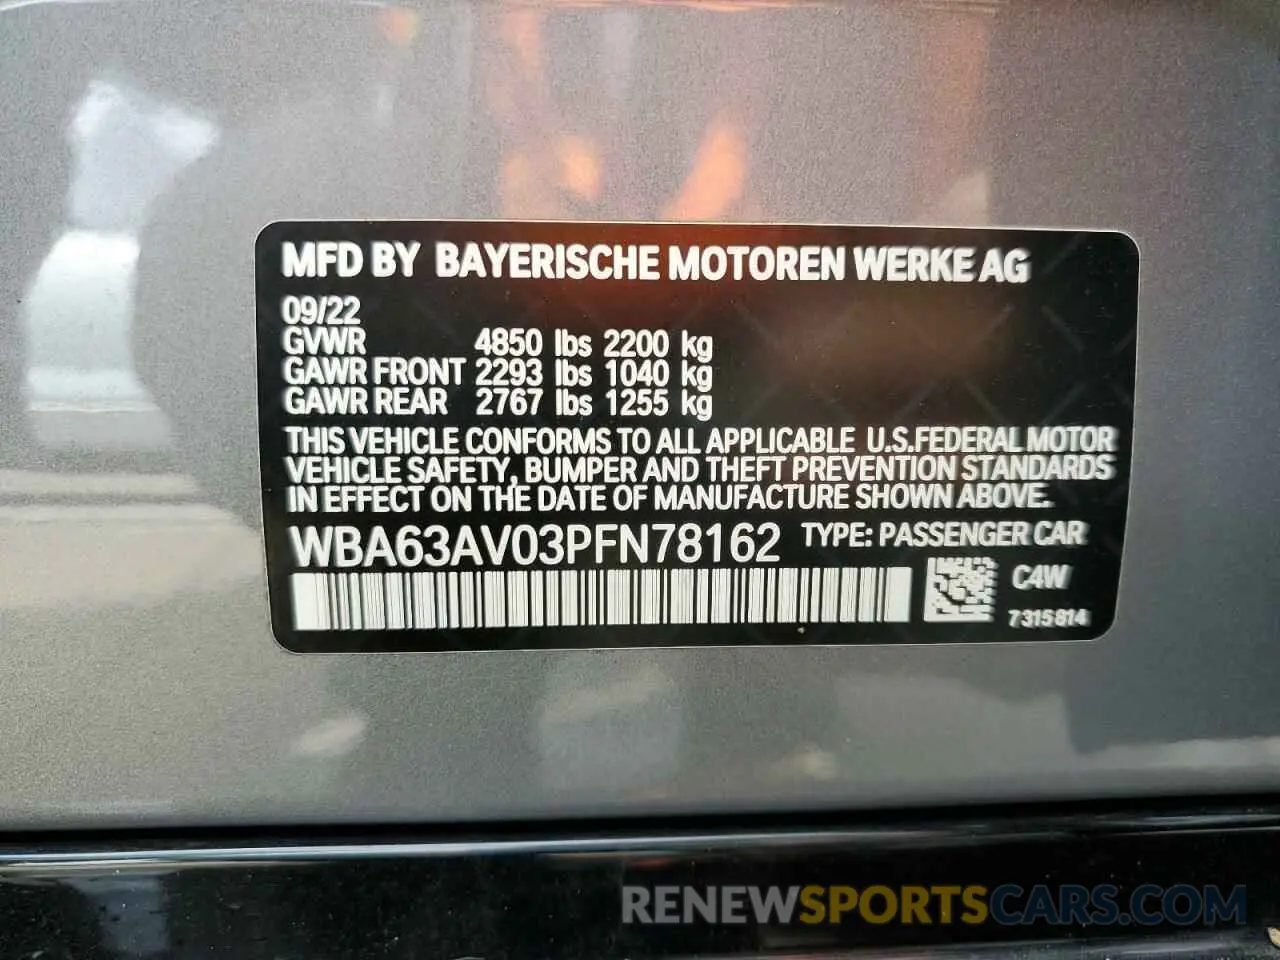 MFD BY BAYERISCHE MOTOREN WERKE AG
09/22
GVWR 4850 lbs 2200 kg
GAWR FRONT 2293 lbs 1040 kg
GAWR REAR 2767 lbs 1255 kg
THIS VEHICLE CONFORMS TO ALL APPLICABLE U.S.FEDERAL MOTOR
VEHICLE SAFETY, BUMPER AND THEFT PREVENTION STANDARDS
IN EFFECT ON THE DATE OF MANUFACTURE SHOWN ABOVE.
WBA63AV03PFN78162 TYPE: PASSENGER CAR
C4W
7315814
RENEWSPORTSCARS.COM